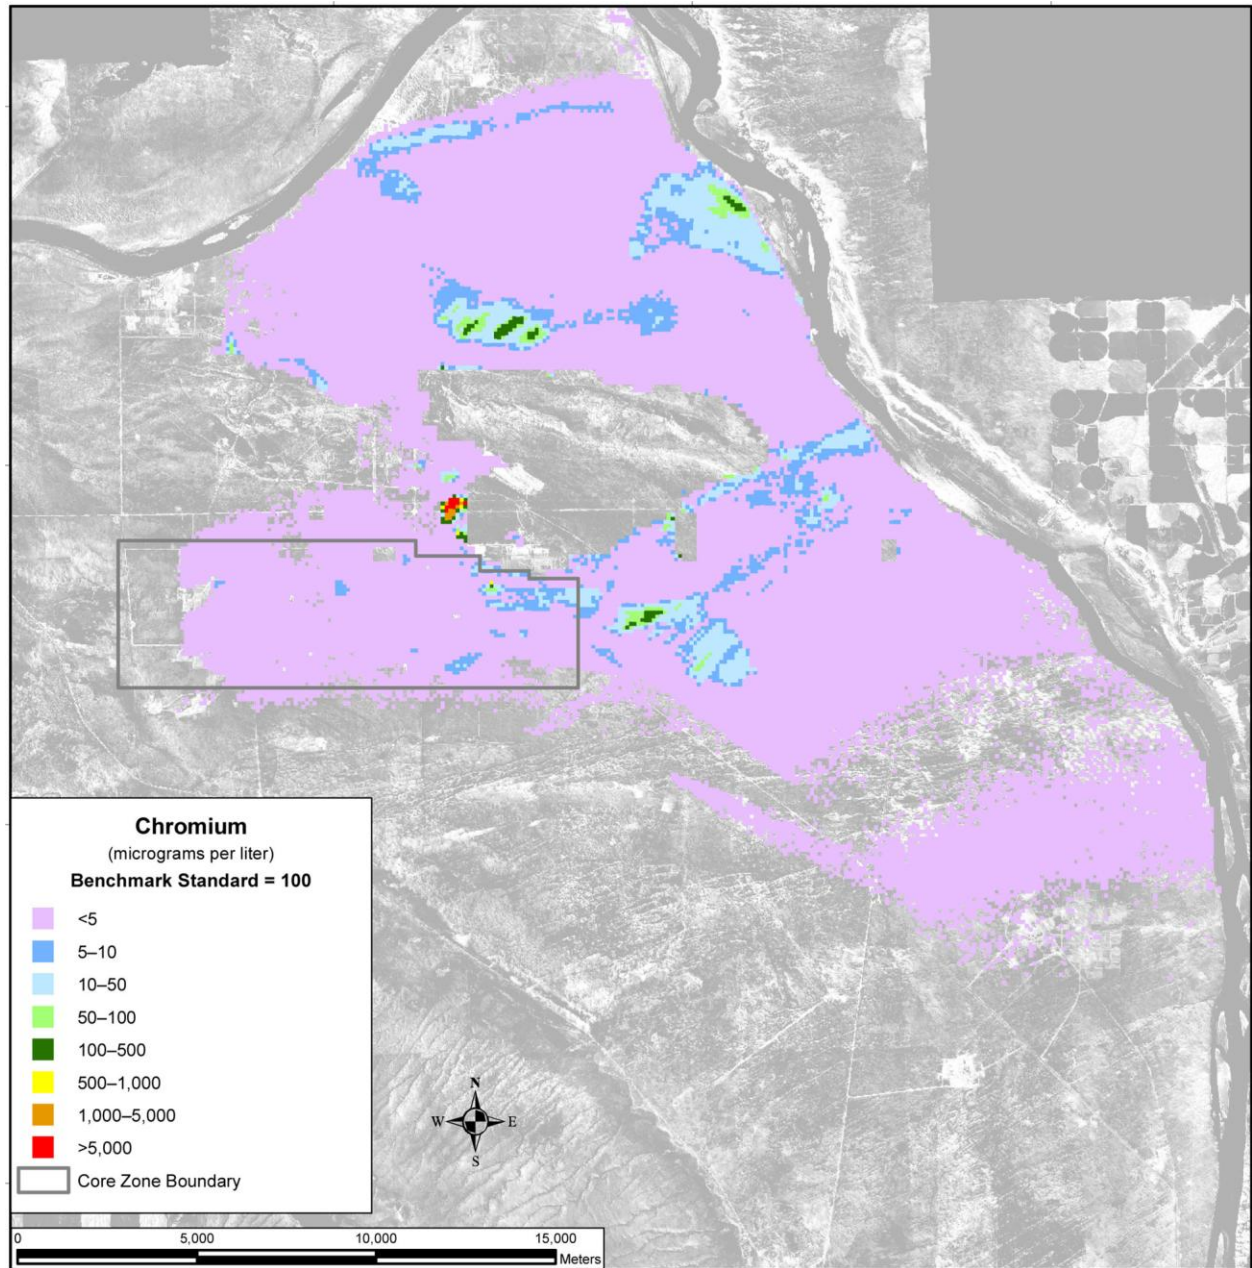 Chromium
(micrograms per liter)
Benchmark Standard = 100
<5
5–10
10–50
50–100
100–500
500–1,000
1,000–5,000
>5,000
Core Zone Boundary
N
W E
S
0 5,000 10,000 15,000
Meters